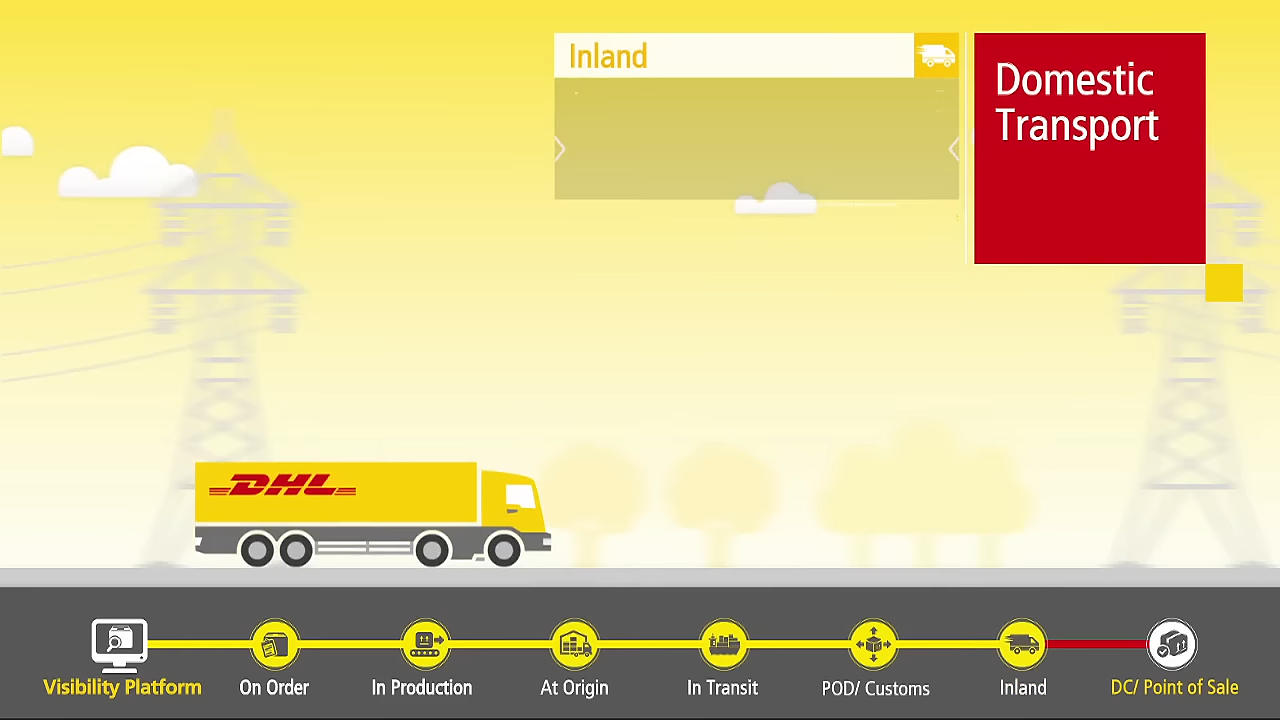 Inland
Domestic
Transport
DHL
Visibility Platform
On Order
In Production
At Origin
In Transit
POD/ Customs
Inland
DC/ Point of Sale